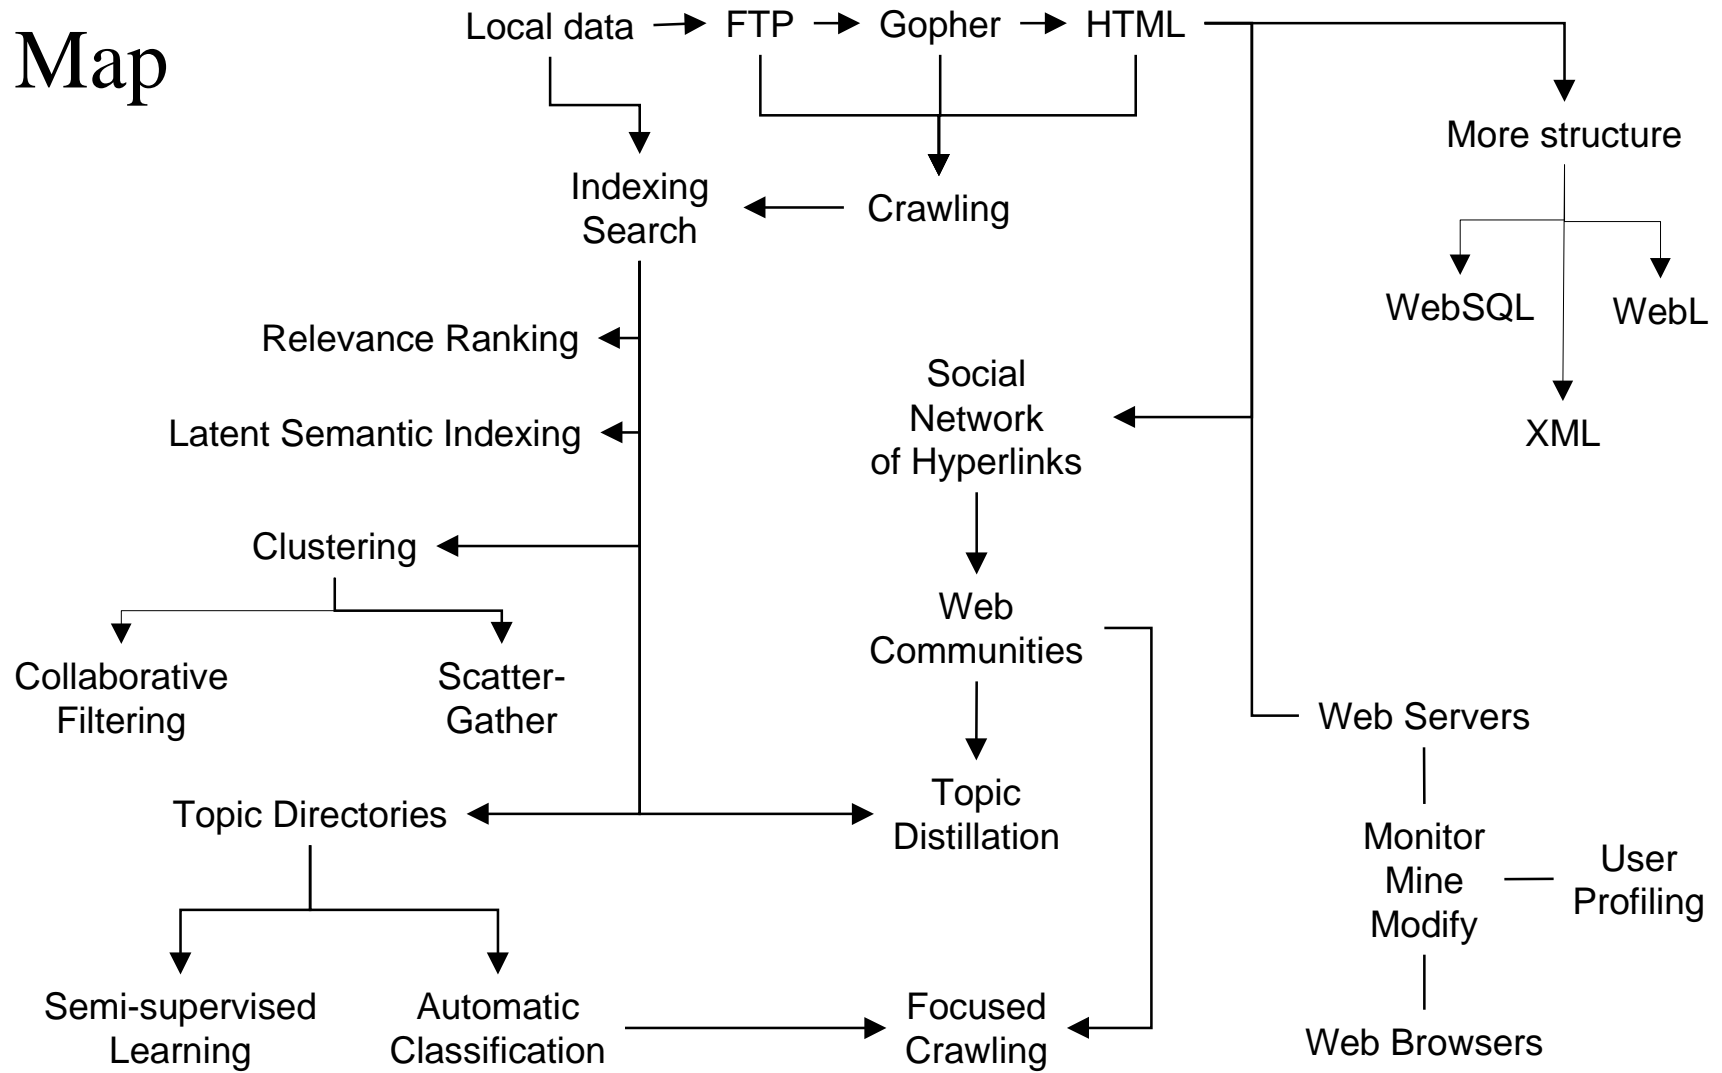 Map
Local data
FTP
Gopher
HTML
More structure
Indexing
Search
Crawling
WebSQL
WebL
XML
Relevance Ranking
Latent Semantic Indexing
Social
Network
of Hyperlinks
Clustering
Collaborative
Filtering
Scatter-
Gather
Web
Communities
Web Servers
Topic Directories
Topic
Distillation
Monitor
Mine
Modify
User
Profiling
Semi-supervised
Learning
Automatic
Classification
Focused
Crawling
Web Browsers